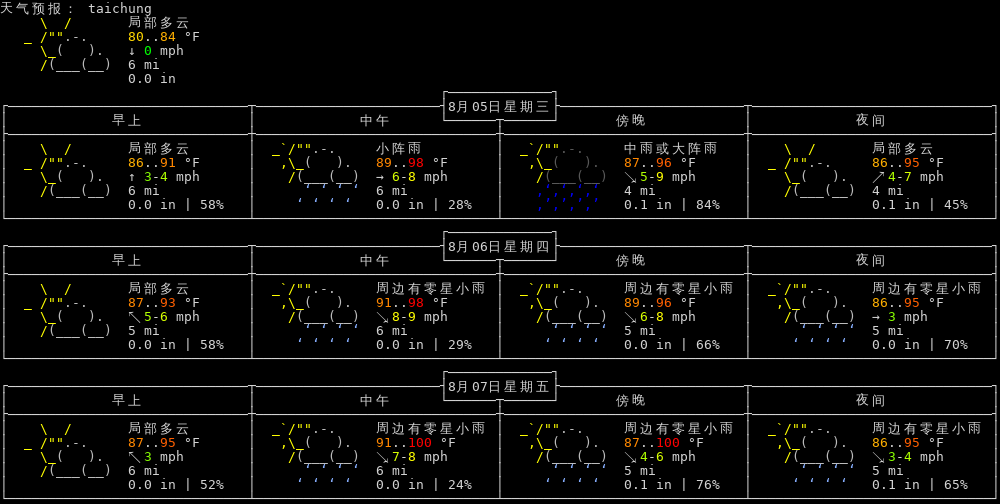 天气预报： taichung
局部多云
80..84 °F
↓ 0 mph
6 mi
0.0 in
8月05日星期三
早上 中午 傍晚 夜间
局部多云 小阵雨 中雨或大阵雨 局部多云
86..91 °F 89..98 °F 87..96 °F 86..95 °F
↑ 3-4 mph → 6-8 mph ↘ 5-9 mph ↗ 4-7 mph
6 mi 6 mi 4 mi 4 mi
0.0 in | 58% 0.0 in | 28% 0.1 in | 84% 0.1 in | 45%
8月06日星期四
早上 中午 傍晚 夜间
局部多云 周边有零星小雨 周边有零星小雨 周边有零星小雨
87..93 °F 91..98 °F 89..96 °F 86..95 °F
↖ 5-6 mph ↘ 8-9 mph ↘ 6-8 mph → 3 mph
5 mi 6 mi 5 mi 5 mi
0.0 in | 58% 0.0 in | 29% 0.0 in | 66% 0.0 in | 70%
8月07日星期五
早上 中午 傍晚 夜间
局部多云 周边有零星小雨 周边有零星小雨 周边有零星小雨
87..95 °F 91..100 °F 87..100 °F 86..95 °F
↖ 3 mph ↘ 7-8 mph ↘ 4-6 mph ↘ 3-4 mph
6 mi 6 mi 5 mi 5 mi
0.0 in | 52% 0.0 in | 24% 0.1 in | 76% 0.1 in | 65%